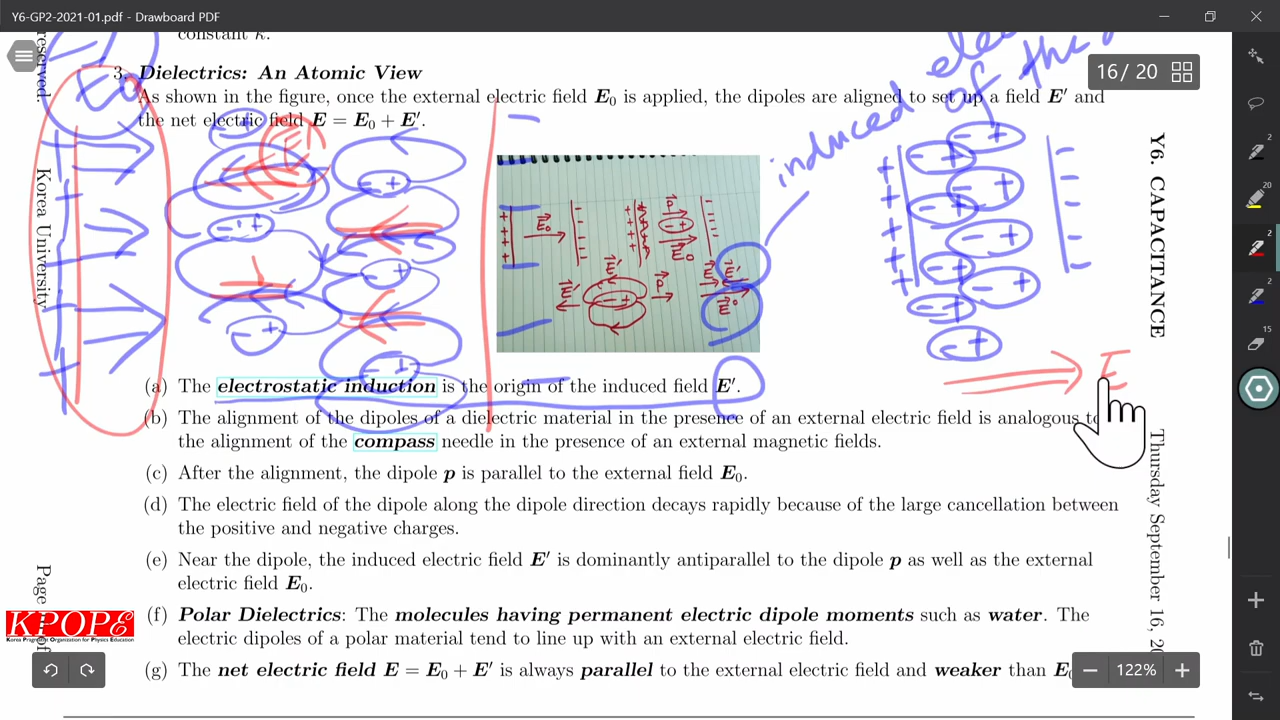 Y6-GP2-2021-01.pdf - Drawboard PDF
constant κ.
16 / 20
3. Dielectrics: An Atomic View
As shown in the figure, once the external electric field E0 is applied, the dipoles are aligned to set up a field E′ and
the net electric field E = E0 + E′.
induced
of the
E0
(a) The electrostatic induction is the origin of the induced field E′.
(b) The alignment of the dipoles of a dielectric material in the presence of an external electric field is analogous to
the alignment of the compass needle in the presence of an external magnetic fields.
(c) After the alignment, the dipole p is parallel to the external field E0.
(d) The electric field of the dipole along the dipole direction decays rapidly because of the large cancellation between
the positive and negative charges.
(e) Near the dipole, the induced electric field E′ is dominantly antiparallel to the dipole p as well as the external
electric field E0.
(f) Polar Dielectrics: The molecules having permanent electric dipole moments such as water. The
electric dipoles of a polar material tend to line up with an external electric field.
(g) The net electric field E = E0 + E′ is always parallel to the external electric field and weaker than E0
reserved.
Korea University
Page
of
KPOPE
Korea Pragmatist Organization for Physics Education
Y6. CAPACITANCE
Thursday September 16, 20
E
122%